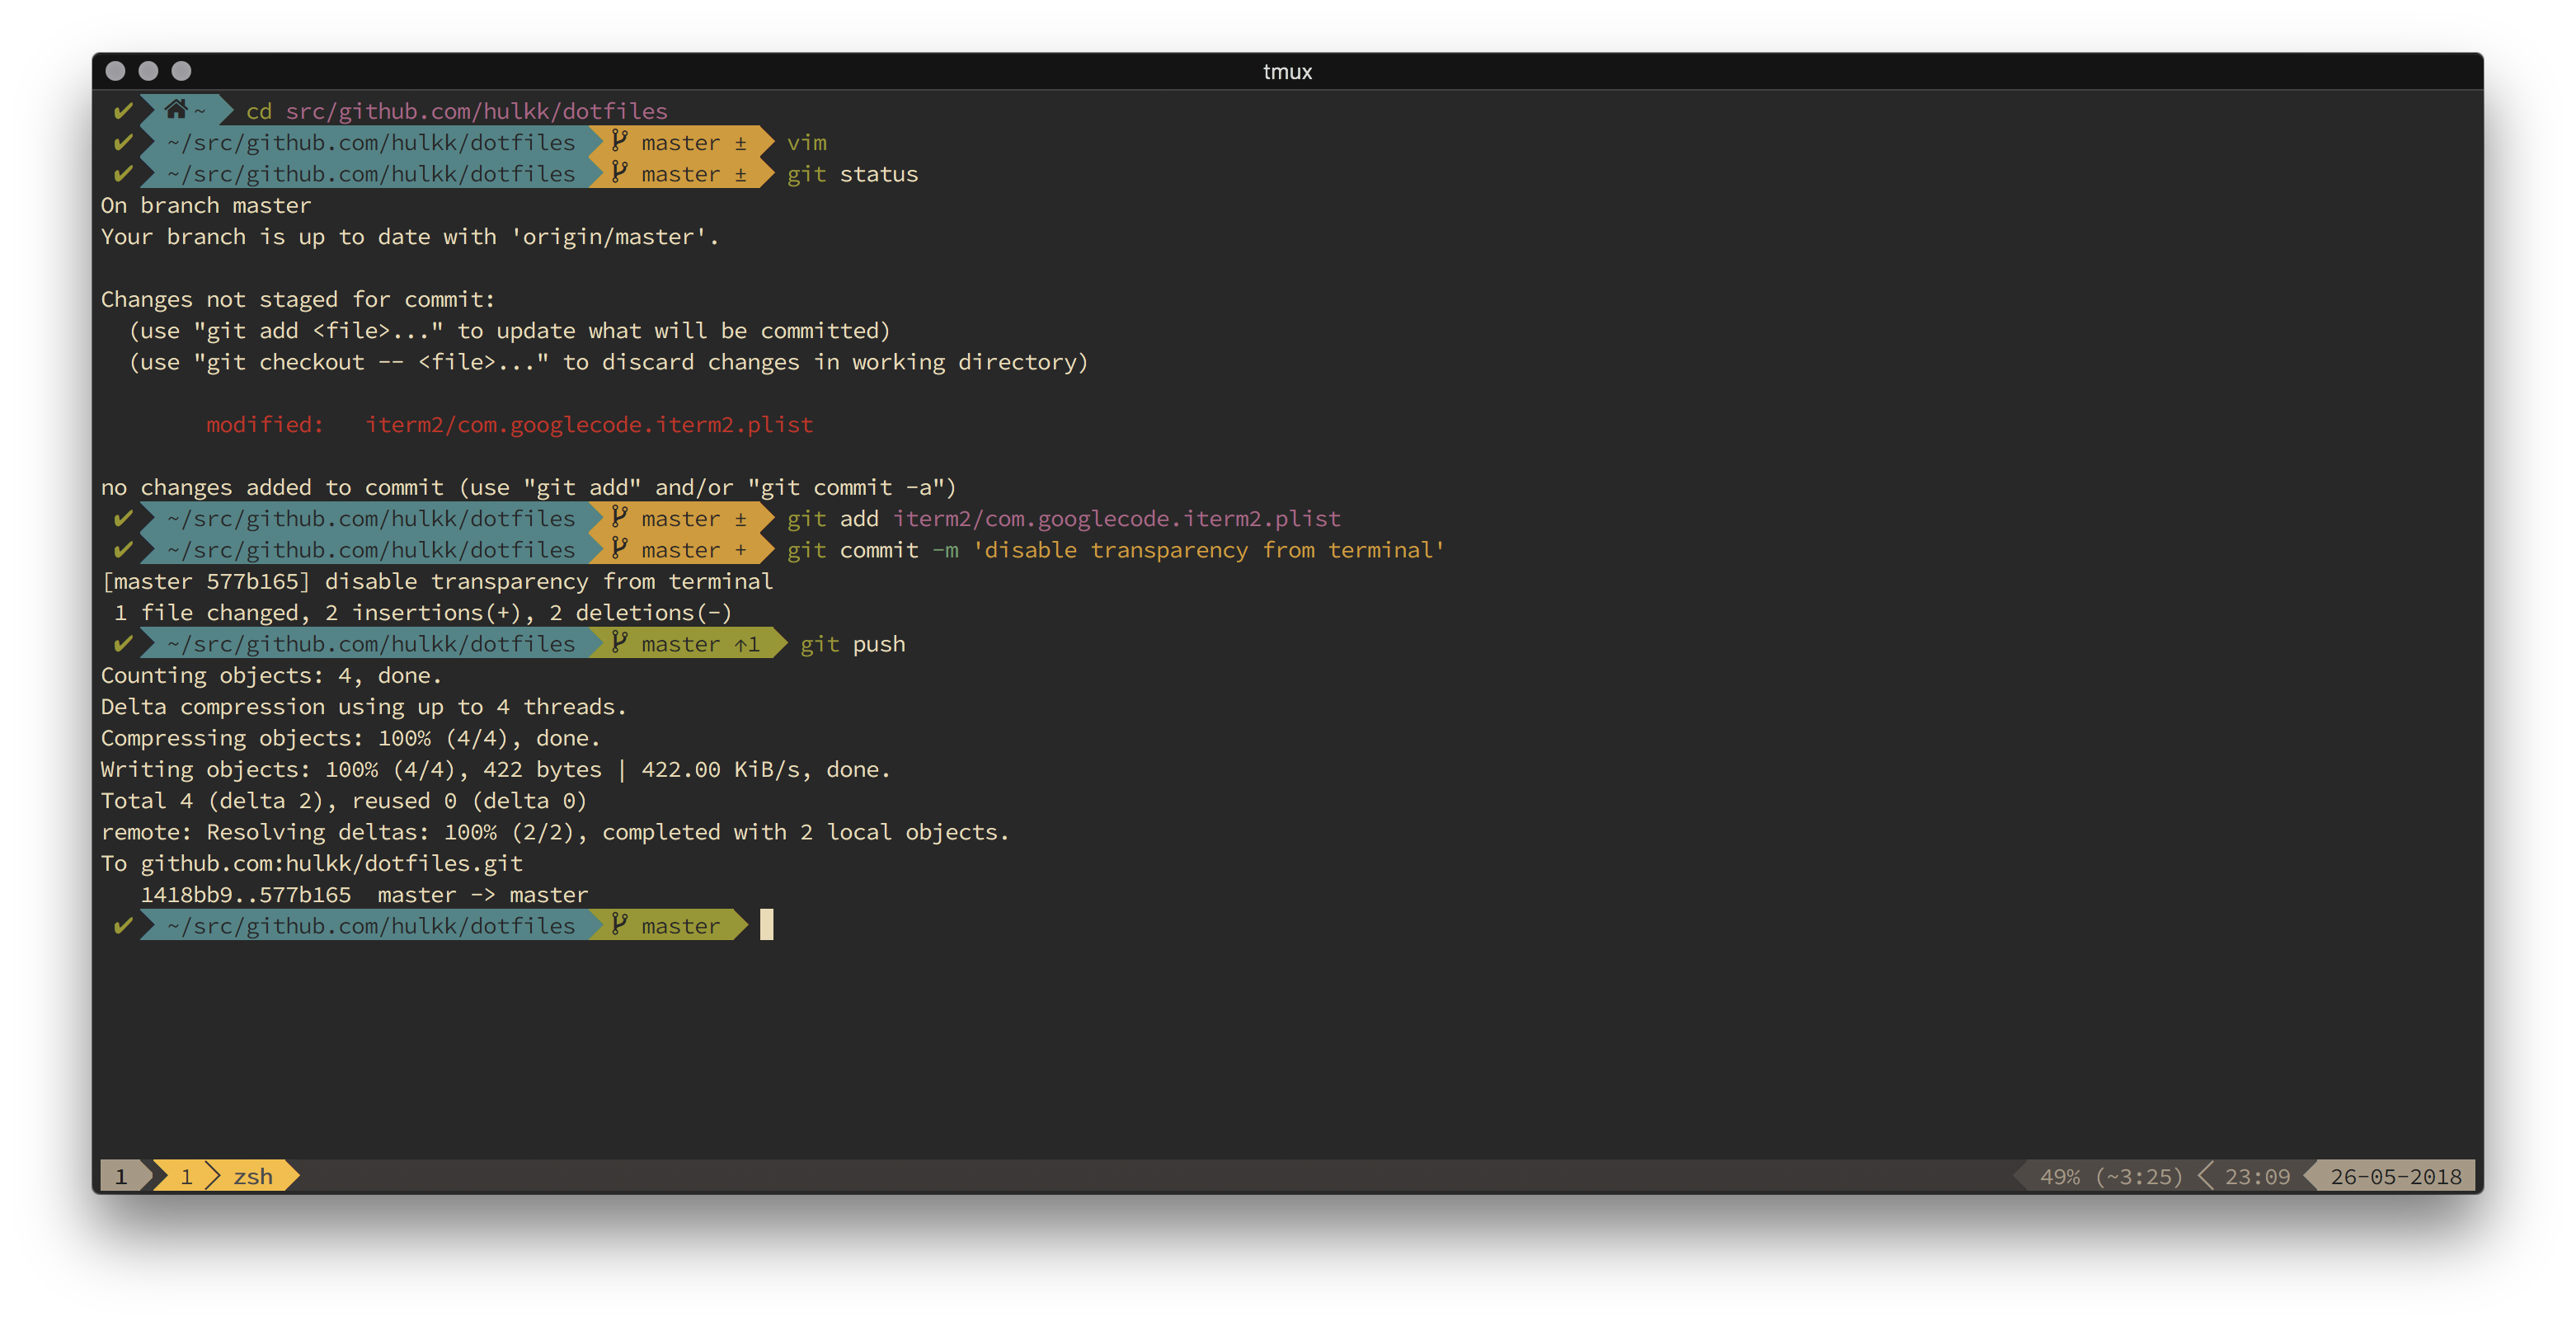 tmux
✔ ~ cd src/github.com/hulkk/dotfiles
✔ ~/src/github.com/hulkk/dotfiles master ± vim
✔ ~/src/github.com/hulkk/dotfiles master ± git status
On branch master
Your branch is up to date with 'origin/master'.
Changes not staged for commit:
(use "git add <file>..." to update what will be committed)
(use "git checkout -- <file>..." to discard changes in working directory)
modified: iterm2/com.googlecode.iterm2.plist
no changes added to commit (use "git add" and/or "git commit -a")
✔ ~/src/github.com/hulkk/dotfiles master ± git add iterm2/com.googlecode.iterm2.plist
✔ ~/src/github.com/hulkk/dotfiles master + git commit -m 'disable transparency from terminal'
[master 577b165] disable transparency from terminal
1 file changed, 2 insertions(+), 2 deletions(-)
✔ ~/src/github.com/hulkk/dotfiles master ↑1 git push
Counting objects: 4, done.
Delta compression using up to 4 threads.
Compressing objects: 100% (4/4), done.
Writing objects: 100% (4/4), 422 bytes | 422.00 KiB/s, done.
Total 4 (delta 2), reused 0 (delta 0)
remote: Resolving deltas: 100% (2/2), completed with 2 local objects.
To github.com:hulkk/dotfiles.git
1418bb9..577b165 master -> master
✔ ~/src/github.com/hulkk/dotfiles master
1 1 zsh 49% (~3:25) 23:09 26-05-2018